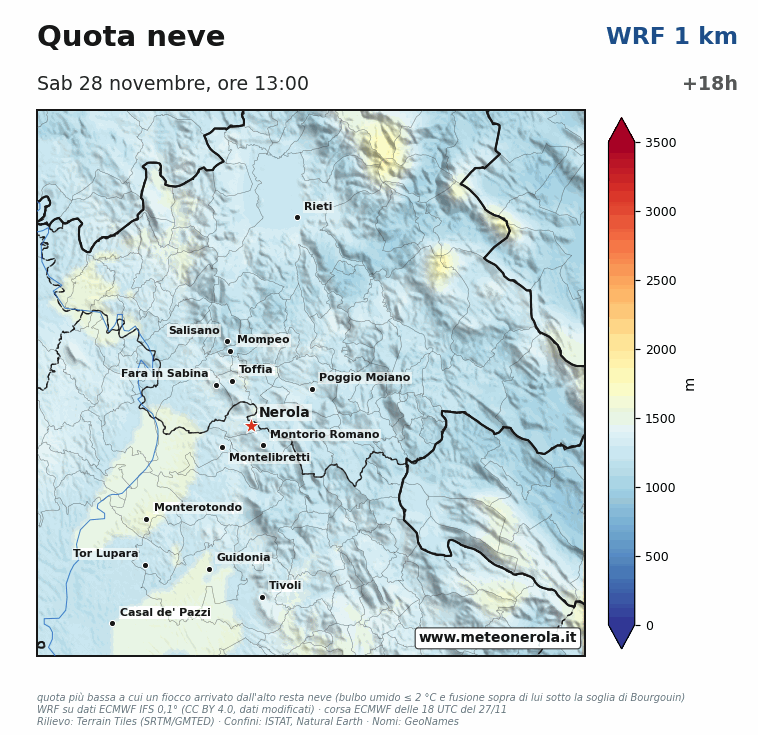 Quota neve
WRF 1 km
Sab 28 novembre, ore 13:00
+18h
Rieti
Salisano
Mompeo
Fara in Sabina
Toffia
Poggio Moiano
Nerola
Montorio Romano
Montelibretti
Monterotondo
Tor Lupara
Guidonia
Tivoli
Casal de' Pazzi
www.meteonerola.it
3500
3000
2500
2000
1500
1000
500
0
m
quota più bassa a cui un fiocco arrivato dall'alto resta neve (bulbo umido ≤ 2 °C e fusione sopra di lui sotto la soglia di Bourgouin)
WRF su dati ECMWF IFS 0,1° (CC BY 4.0, dati modificati) · corsa ECMWF delle 18 UTC del 27/11
Rilievo: Terrain Tiles (SRTM/GMTED) · Confini: ISTAT, Natural Earth · Nomi: GeoNames